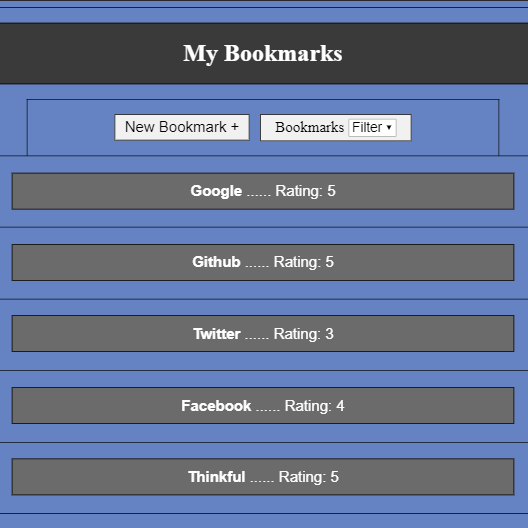 My Bookmarks
New Bookmark + Bookmarks Filter
Google ...... Rating: 5
Github ...... Rating: 5
Twitter ...... Rating: 3
Facebook ...... Rating: 4
Thinkful ...... Rating: 5